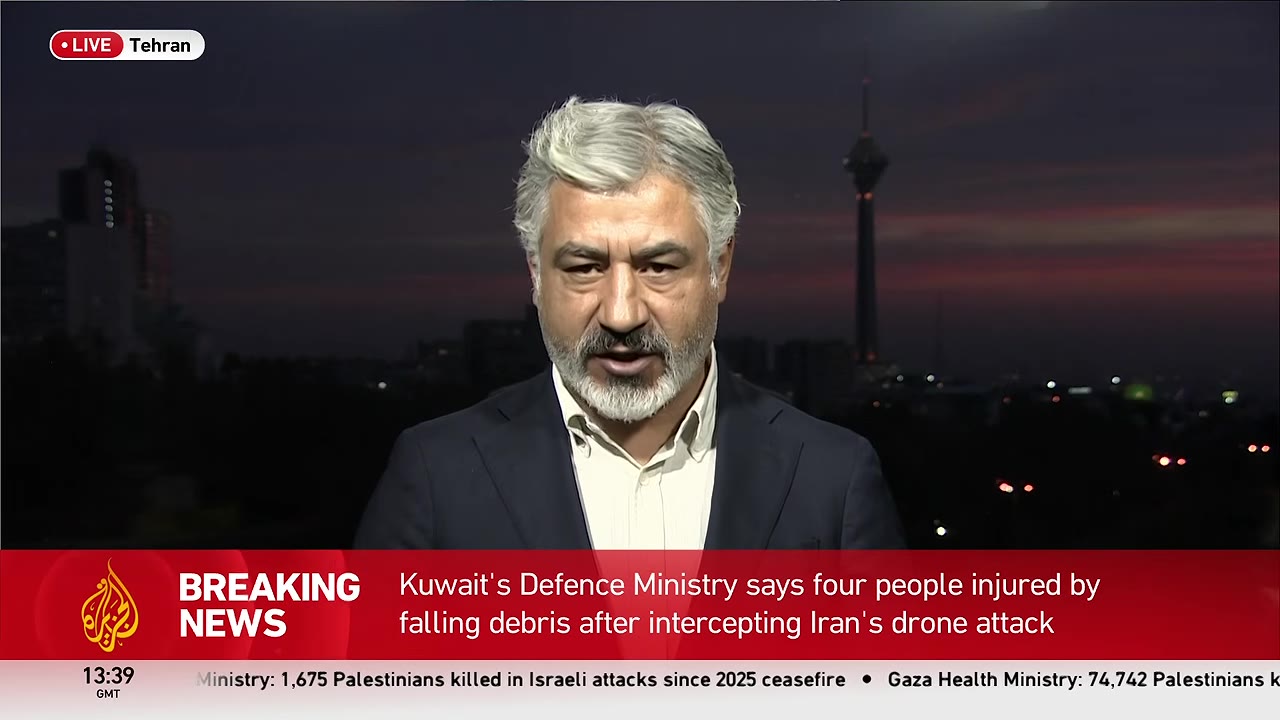 LIVE Tehran
الجزيرة
BREAKING
NEWS
Kuwait's Defence Ministry says four people injured by
falling debris after intercepting Iran's drone attack
13:39
GMT
Ministry: 1,675 Palestinians killed in Israeli attacks since 2025 ceasefire • Gaza Health Ministry: 74,742 Palestinians k